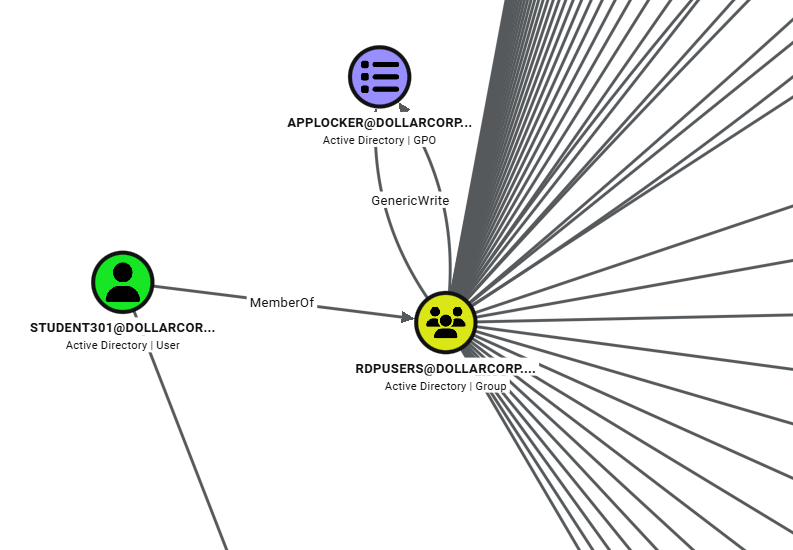 APPLOCKER@DOLLARCORP...
Active Directory | GPO
GenericWrite
MemberOf
STUDENT301@DOLLARCOR...
Active Directory | User
RDPUSERS@DOLLARCORP....
Active Directory | Group